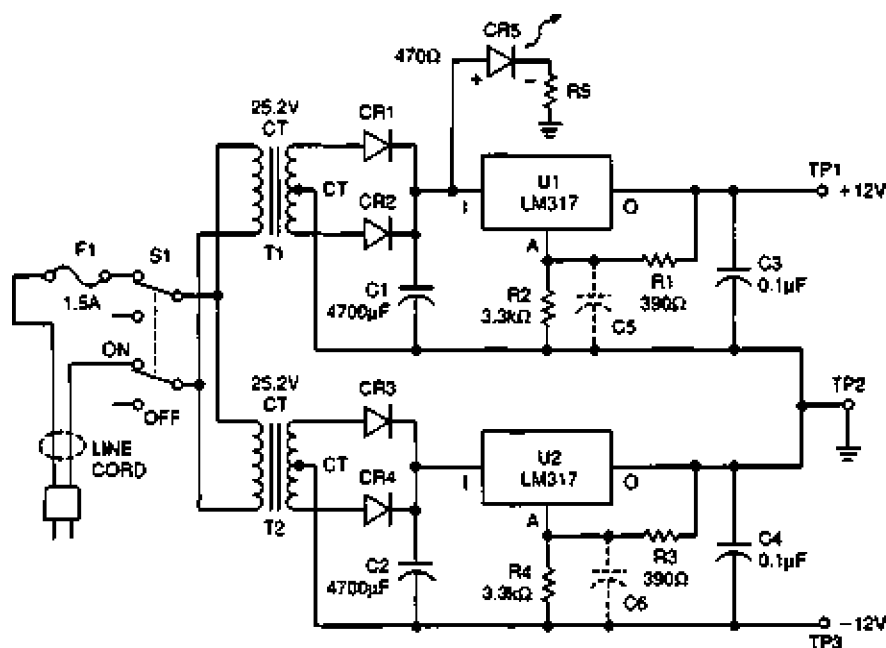 CR5
470Ω
+
−
R5
25.2V
CT
CR1
CT
CR2
T1
U1
LM317
I
O
A
TP1
+12V
F1
S1
1.5A
C1
4700µF
R2
3.3kΩ
C5
R1
390Ω
C3
0.1µF
ON
OFF
LINE
CORD
25.2V
CT
CR3
CT
CR4
T2
TP2
U2
LM317
I
O
A
C2
4700µF
R4
3.3kΩ
C6
R3
390Ω
C4
0.1µF
−12V
TP3